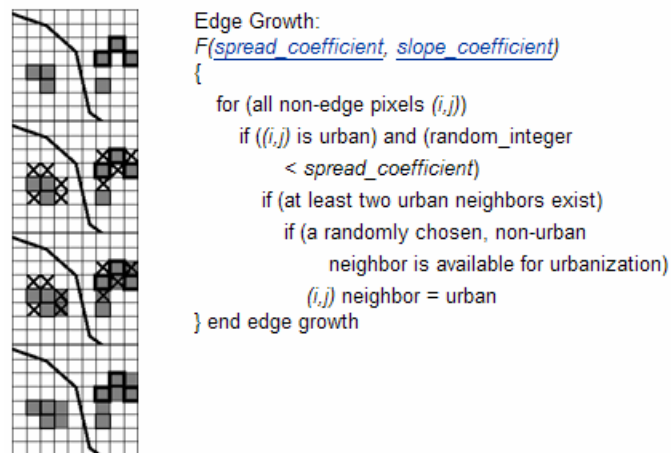 Edge Growth:
F(spread_coefficient, slope_coefficient)
{
for (all non-edge pixels (i,j))
if ((i,j) is urban) and (random_integer
< spread_coefficient)
if (at least two urban neighbors exist)
if (a randomly chosen, non-urban
neighbor is available for urbanization)
(i,j) neighbor = urban
} end edge growth